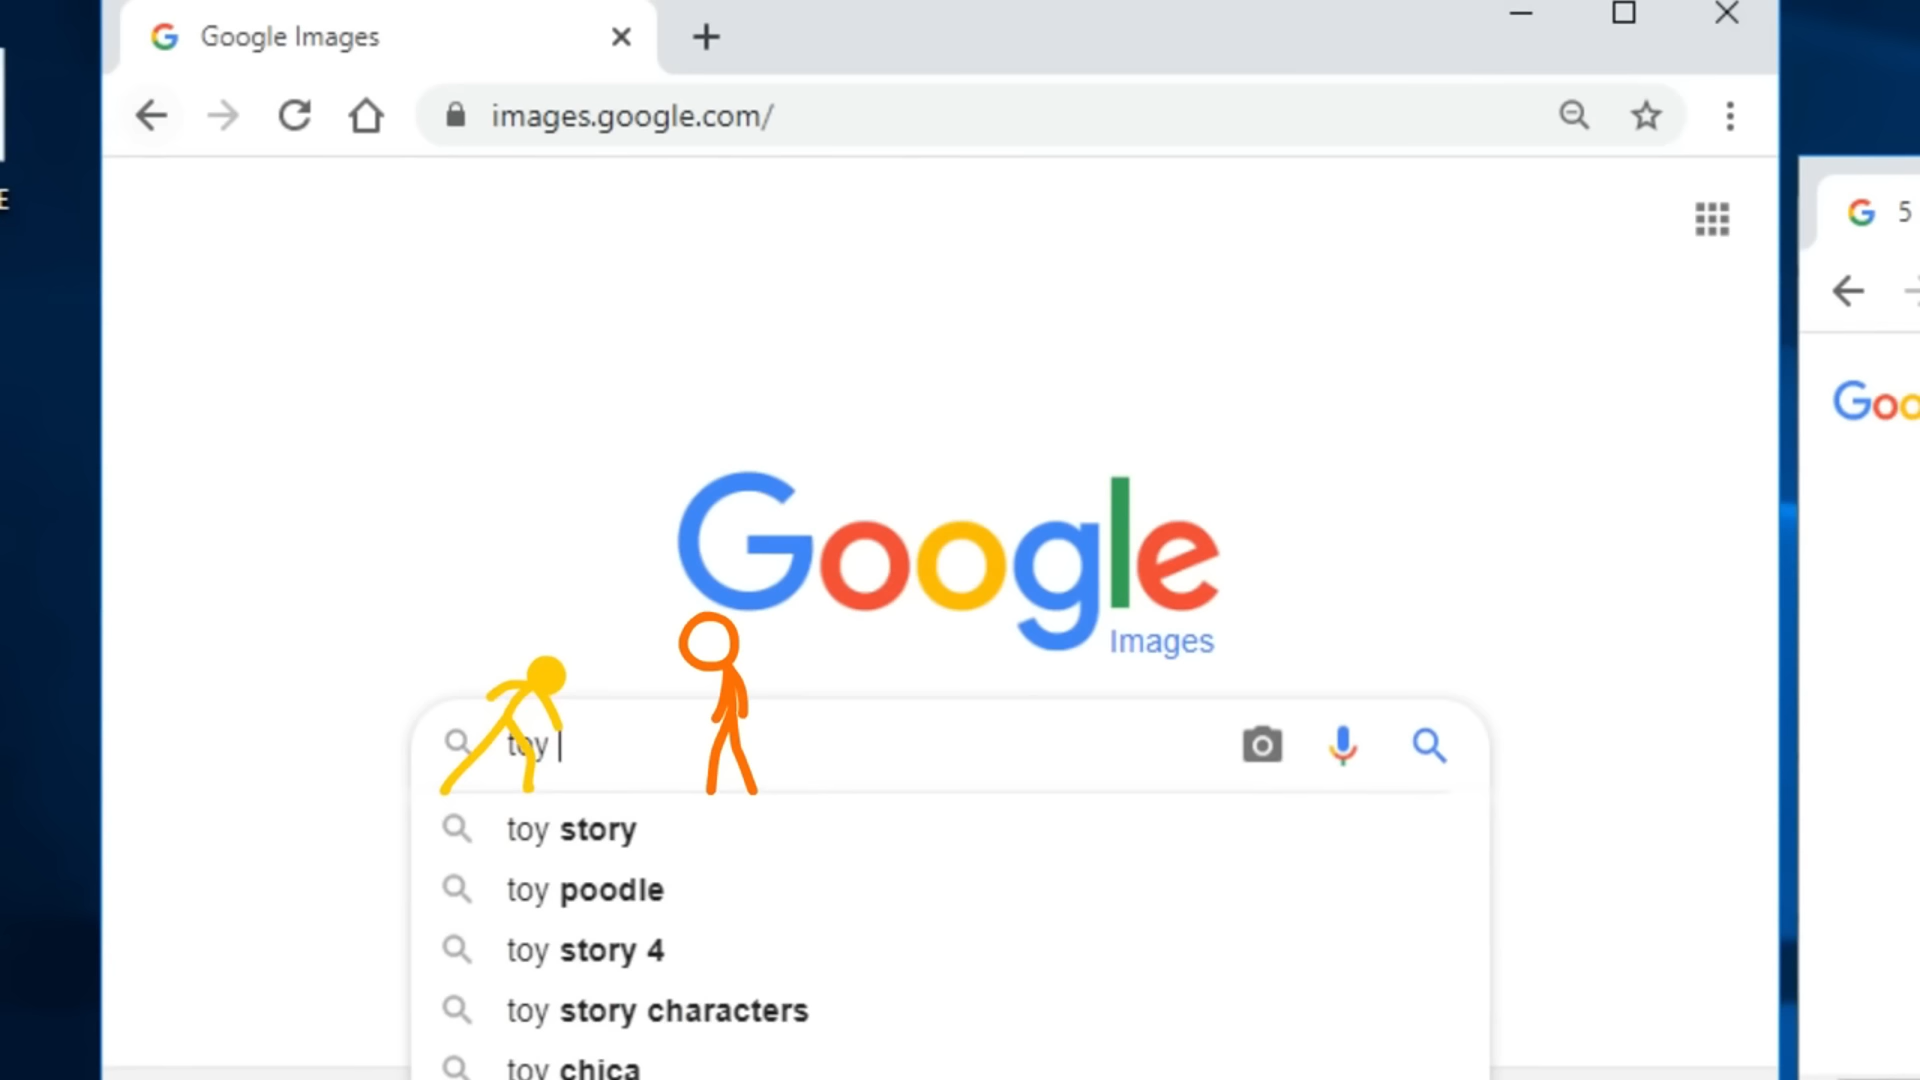 Google Images
images.google.com/
E
5
Goo
Google
Images
toy
toy story
toy poodle
toy story 4
toy story characters
toy chica